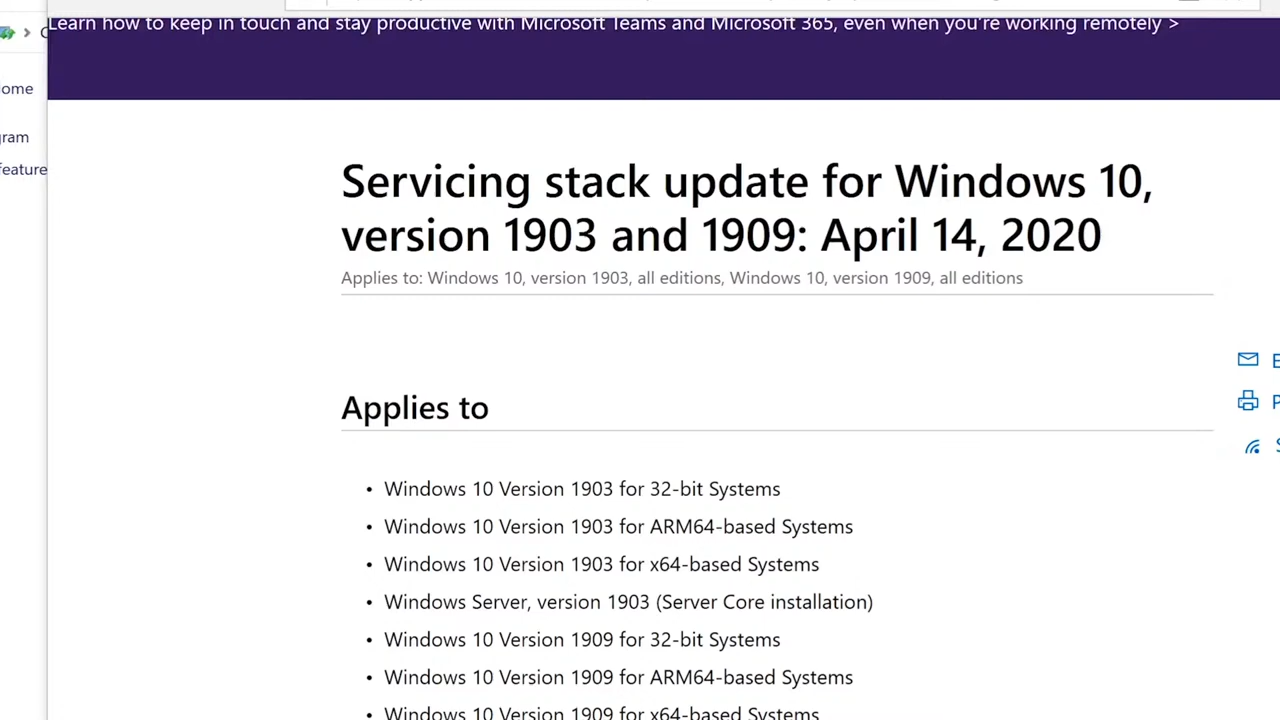 Learn how to keep in touch and stay productive with Microsoft Teams and Microsoft 365, even when you're working remotely >
ome
gram
feature
Servicing stack update for Windows 10,
version 1903 and 1909: April 14, 2020
Applies to: Windows 10, version 1903, all editions, Windows 10, version 1909, all editions
Applies to
• Windows 10 Version 1903 for 32-bit Systems
• Windows 10 Version 1903 for ARM64-based Systems
• Windows 10 Version 1903 for x64-based Systems
• Windows Server, version 1903 (Server Core installation)
• Windows 10 Version 1909 for 32-bit Systems
• Windows 10 Version 1909 for ARM64-based Systems
• Windows 10 Version 1909 for x64-based Systems